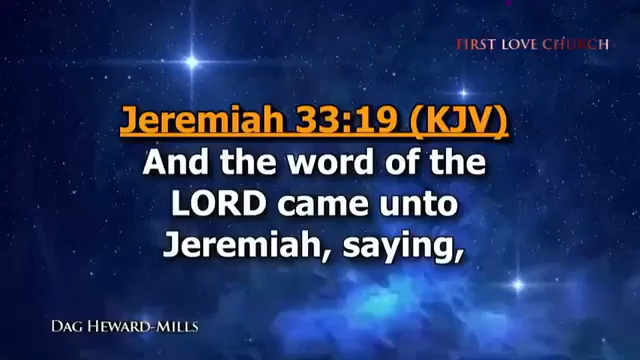 FIRST LOVE CHURCH
Jeremiah 33:19 (KJV)
And the word of the
LORD came unto
Jeremiah, saying,
DAG HEWARD-MILLS